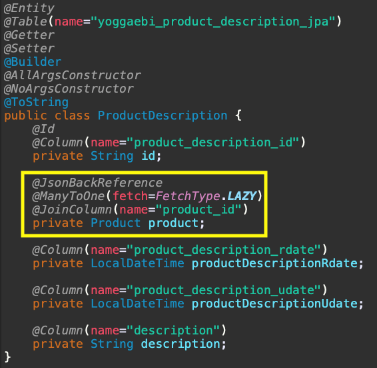 @Entity
@Table(name="yoggaebi_product_description_jpa")
@Getter
@Setter
@Builder
@AllArgsConstructor
@NoArgsConstructor
@ToString
public class ProductDescription {
@Id
@Column(name="product_description_id")
private String id;
@JsonBackReference
@ManyToOne(fetch=FetchType.LAZY)
@JoinColumn(name="product_id")
private Product product;
@Column(name="product_description_rdate")
private LocalDateTime productDescriptionRdate;
@Column(name="product_description_udate")
private LocalDateTime productDescriptionUdate;
@Column(name="description")
private String description;
}